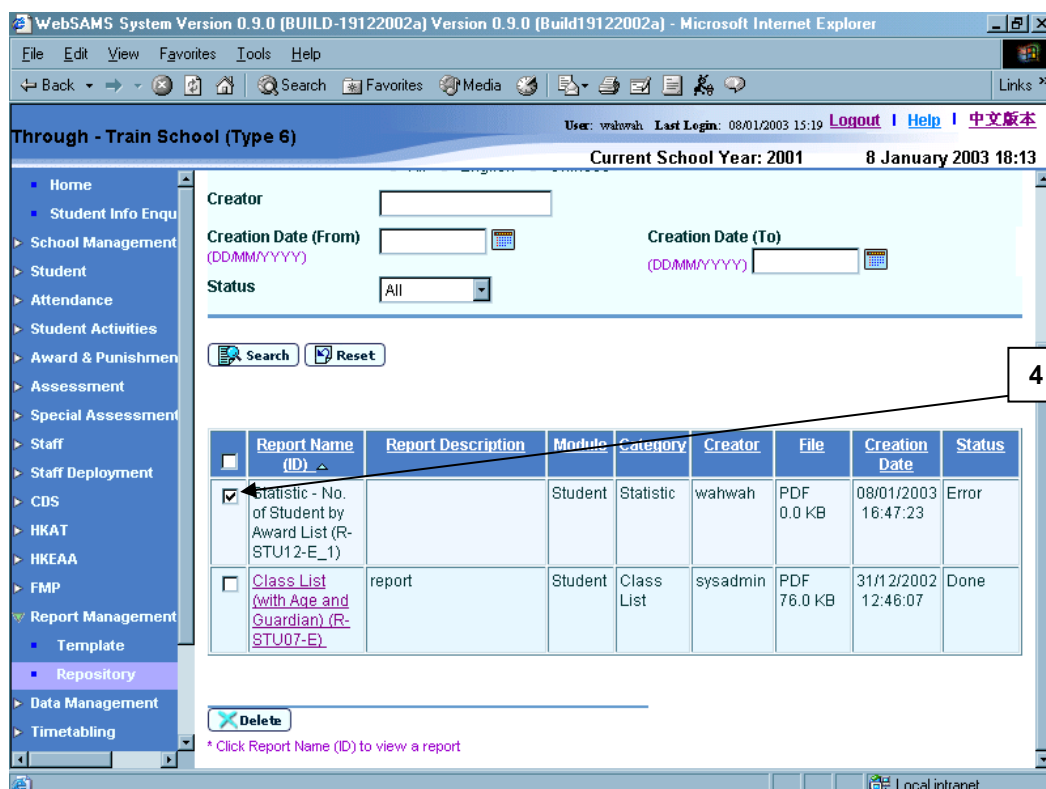 WebSAMS System Version 0.9.0 (BUILD-19122002a) Version 0.9.0 (Build19122002a) - Microsoft Internet Explorer
File Edit View Favorites Tools Help
Back Search Favorites Media Links »
Through - Train School (Type 6)
User: wahwah Last Login: 08/01/2003 15:19 Logout | Help | 中文版本
Current School Year: 2001 8 January 2003 18:13
Home
Student Info Enqu
School Management
Student
Attendance
Student Activities
Award & Punishmen
Assessment
Special Assessment
Staff
Staff Deployment
CDS
HKAT
HKEAA
FMP
Report Management
Template
Repository
Data Management
Timetabling
Creator
Creation Date (From)
(DD/MM/YYYY)
Creation Date (To)
(DD/MM/YYYY)
Status
All
Search Reset
4
Report Name (ID) Report Description Module Category Creator File Creation Date Status
Statistic - No. of Student by Award List (R-STU12-E_1) Student Statistic wahwah PDF 0.0 KB 08/01/2003 16:47:23 Error
Class List (with Age and Guardian) (R-STU07-E) report Student Class List sysadmin PDF 76.0 KB 31/12/2002 12:46:07 Done
Delete
* Click Report Name (ID) to view a report
Local intranet